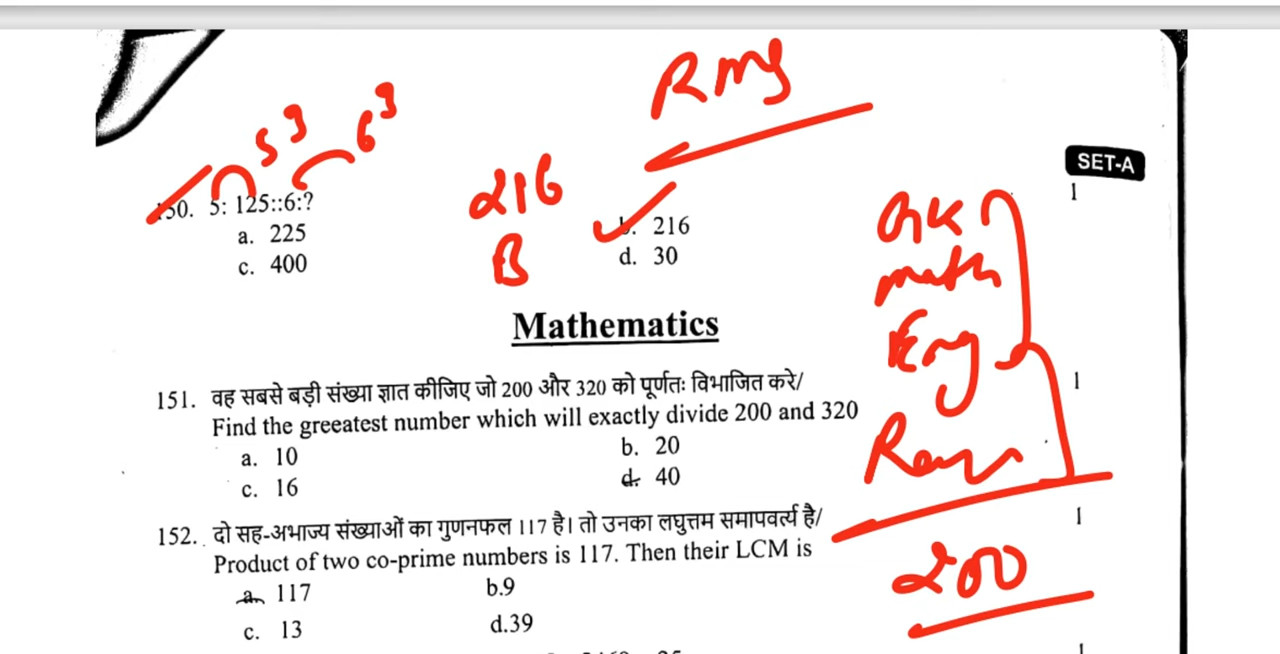 Rmg
5³ 6³
SET-A
150. 5: 125::6:? 1
a. 225 b. 216
c. 400 d. 30
216
B
GK
math
Eng
Reas
200
Mathematics
151. वह सबसे बड़ी संख्या ज्ञात कीजिए जो 200 और 320 को पूर्णतः विभाजित करे/ 1
Find the greeatest number which will exactly divide 200 and 320
a. 10 b. 20
c. 16 d. 40
152. दो सह-अभाज्य संख्याओं का गुणनफल 117 है। तो उनका लघुत्तम समापवर्त्य है/ 1
Product of two co-prime numbers is 117. Then their LCM is
a. 117 b.9
c. 13 d.39